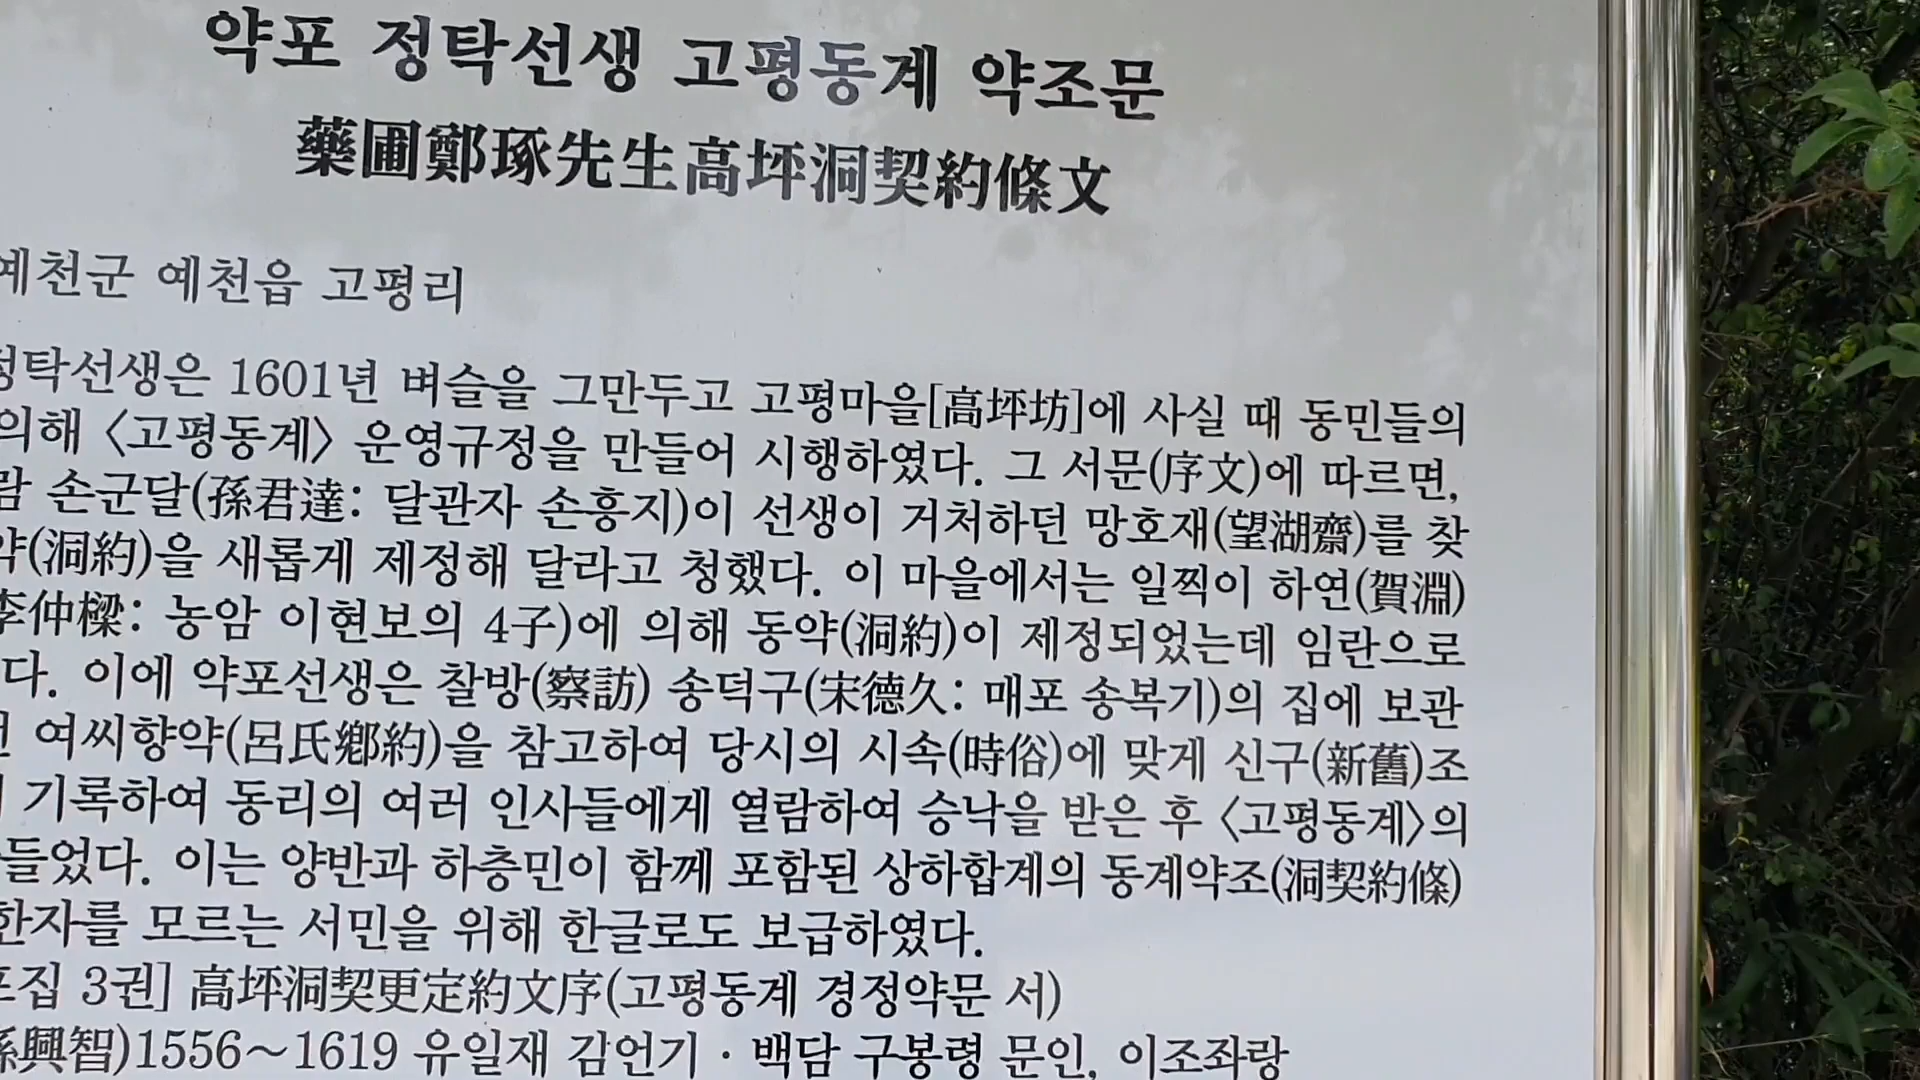 약포 정탁선생 고평동계 약조문
藥圃鄭琢先生高坪洞契約條文
예천군 예천읍 고평리
정탁선생은 1601년 벼슬을 그만두고 고평마을[高坪坊]에 사실 때 동민들의
의해 〈고평동계〉 운영규정을 만들어 시행하였다. 그 서문(序文)에 따르면,
람 손군달(孫君達: 달관자 손흥지)이 선생이 거처하던 망호재(望湖齋)를 찾
약(洞約)을 새롭게 제정해 달라고 청했다. 이 마을에서는 일찍이 하연(賀淵)
李仲樑: 농암 이현보의 4子)에 의해 동약(洞約)이 제정되었는데 임란으로
다. 이에 약포선생은 찰방(察訪) 송덕구(宋德久: 매포 송복기)의 집에 보관
여씨향약(呂氏鄕約)을 참고하여 당시의 시속(時俗)에 맞게 신구(新舊)조
기록하여 동리의 여러 인사들에게 열람하여 승낙을 받은 후 〈고평동계〉의
들었다. 이는 양반과 하층민이 함께 포함된 상하합계의 동계약조(洞契約條)
한자를 모르는 서민을 위해 한글로도 보급하였다.
포집 3권] 高坪洞契更定約文序(고평동계 경정약문 서)
孫興智)1556～1619 유일재 김언기 · 백담 구봉령 문인, 이조좌랑